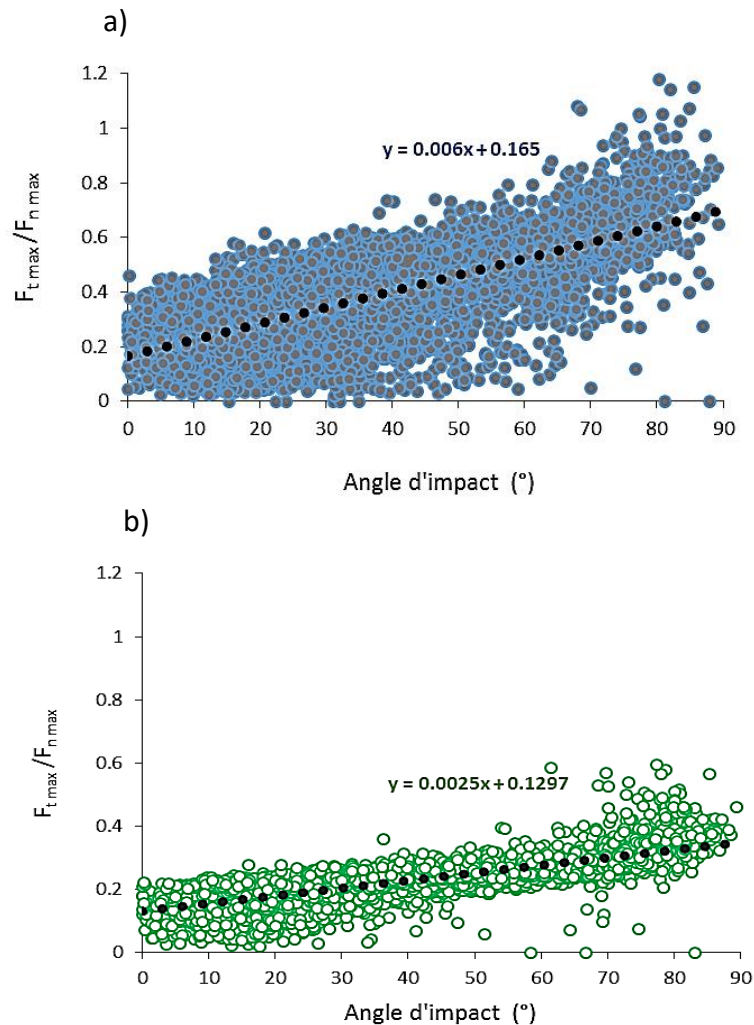 a)
1.2
1
0.8
0.6
0.4
0.2
0
F t max /F n max
y = 0.006x + 0.165
0 10 20 30 40 50 60 70 80 90
Angle d'impact (°)
b)
1.2
1
0.8
0.6
0.4
0.2
0
F t max /F n max
y = 0.0025x + 0.1297
0 10 20 30 40 50 60 70 80 90
Angle d'impact (°)